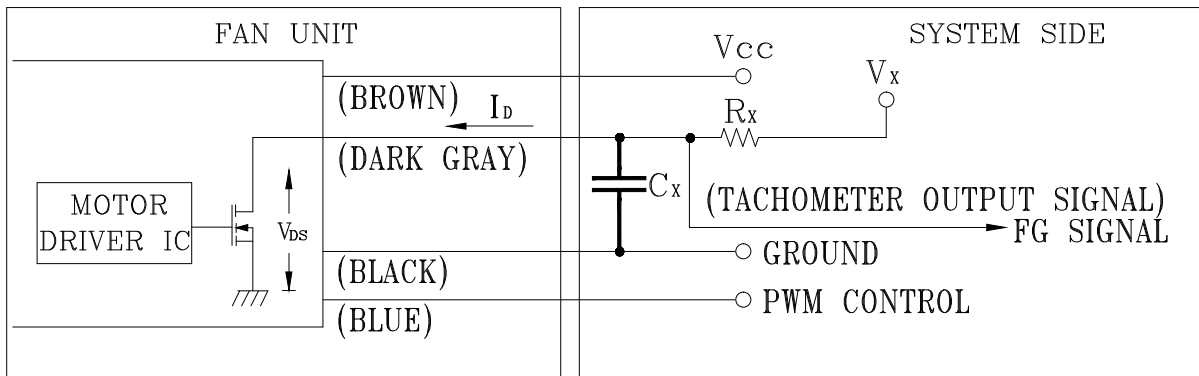 FAN UNIT
SYSTEM SIDE
Vcc
(BROWN)
Vx
ID
Rx
(DARK GRAY)
Cx
MOTOR
DRIVER IC
VDS
(TACHOMETER OUTPUT SIGNAL)
FG SIGNAL
(BLACK)
GROUND
(BLUE)
PWM CONTROL